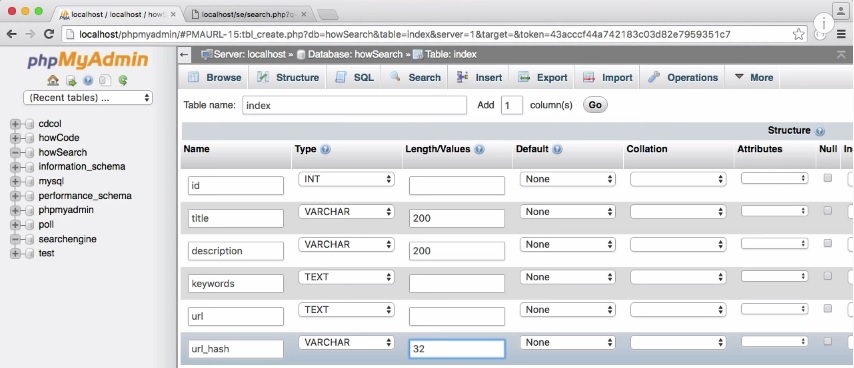 localhost / localhost / how
localhost/se/search.php?q
localhost/phpmyadmin/#PMAURL-15:tbl_create.php?db=howSearch&table=index&server=1&target=&token=43acccf44a742183c03d82e7959351c7
phpMyAdmin
(Recent tables) ...
cdcol
howCode
howSearch
information_schema
mysql
performance_schema
phpmyadmin
poll
searchengine
test
Server: localhost » Database: howSearch » Table: index
Browse Structure SQL Search Insert Export Import Operations More
Table name: index Add 1 column(s) Go
Structure
Name Type Length/Values Default Collation Attributes Null
id INT None
title VARCHAR 200 None
description VARCHAR 200 None
keywords TEXT None
url TEXT None
url_hash VARCHAR 32 None